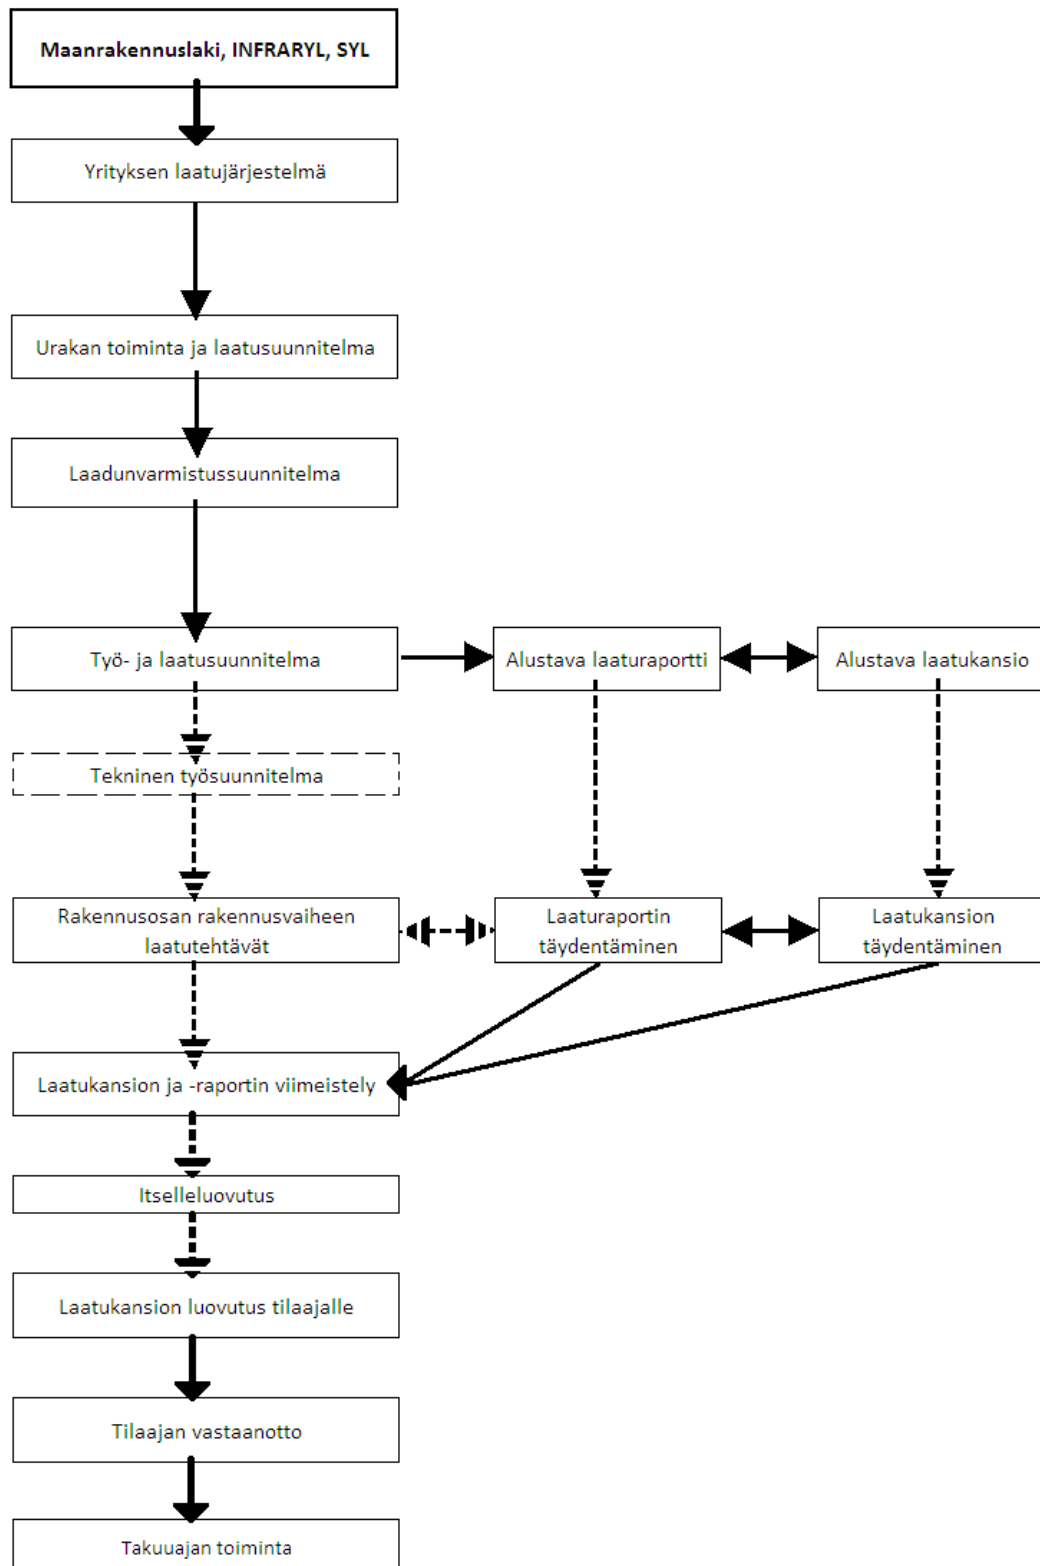 Maanrakennuslaki, INFRARYL, SYL
Yrityksen laatujärjestelmä
Urakan toiminta ja laatusuunnitelma
Laadunvarmistussuunnitelma
Työ- ja laatusuunnitelma
Alustava laaturaportti
Alustava laatukansio
Tekninen työsuunnitelma
Rakennusosan rakennusvaiheen
laatutehtävät
Laaturaportin
täydentäminen
Laatukansion
täydentäminen
Laatukansion ja -raportin viimeistely
Itselleluovutus
Laatukansion luovutus tilaajalle
Tilaajan vastaanotto
Takuuajan toiminta